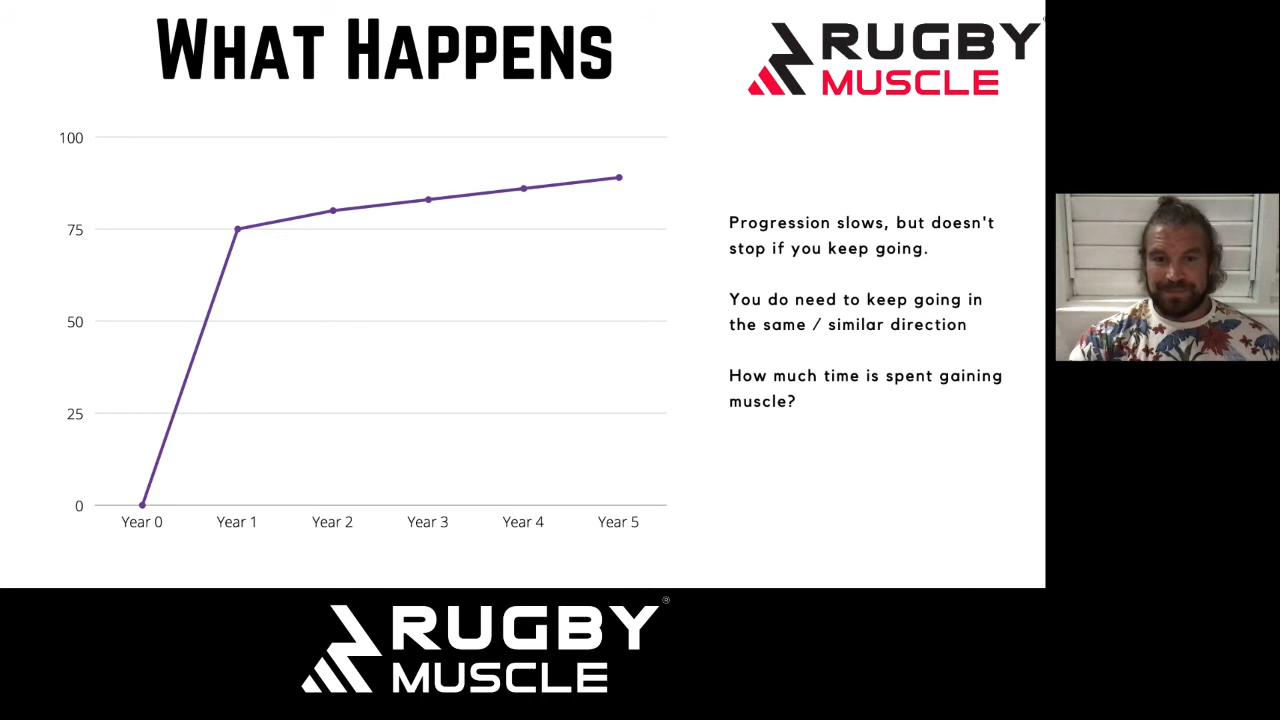 WHAT HAPPENS
RUGBY
MUSCLE
100
75
50
25
0
Year 0 Year 1 Year 2 Year 3 Year 4 Year 5
Progression slows, but doesn't
stop if you keep going.
You do need to keep going in
the same / similar direction
How much time is spent gaining
muscle?
RUGBY ®
MUSCLE